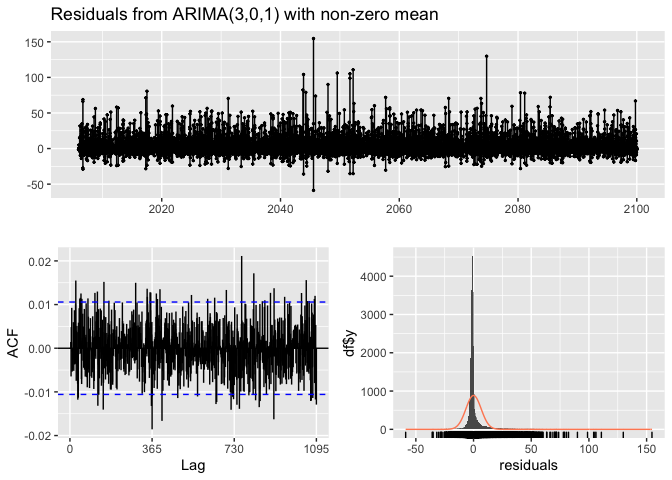 Residuals from ARIMA(3,0,1) with non-zero mean
150
100
50
0
-50
2020 2040 2060 2080 2100
0.02
0.01
0.00
-0.01
-0.02
ACF
0 365 730 1095
Lag
4000
3000
2000
1000
0
df$y
-50 0 50 100 150
residuals